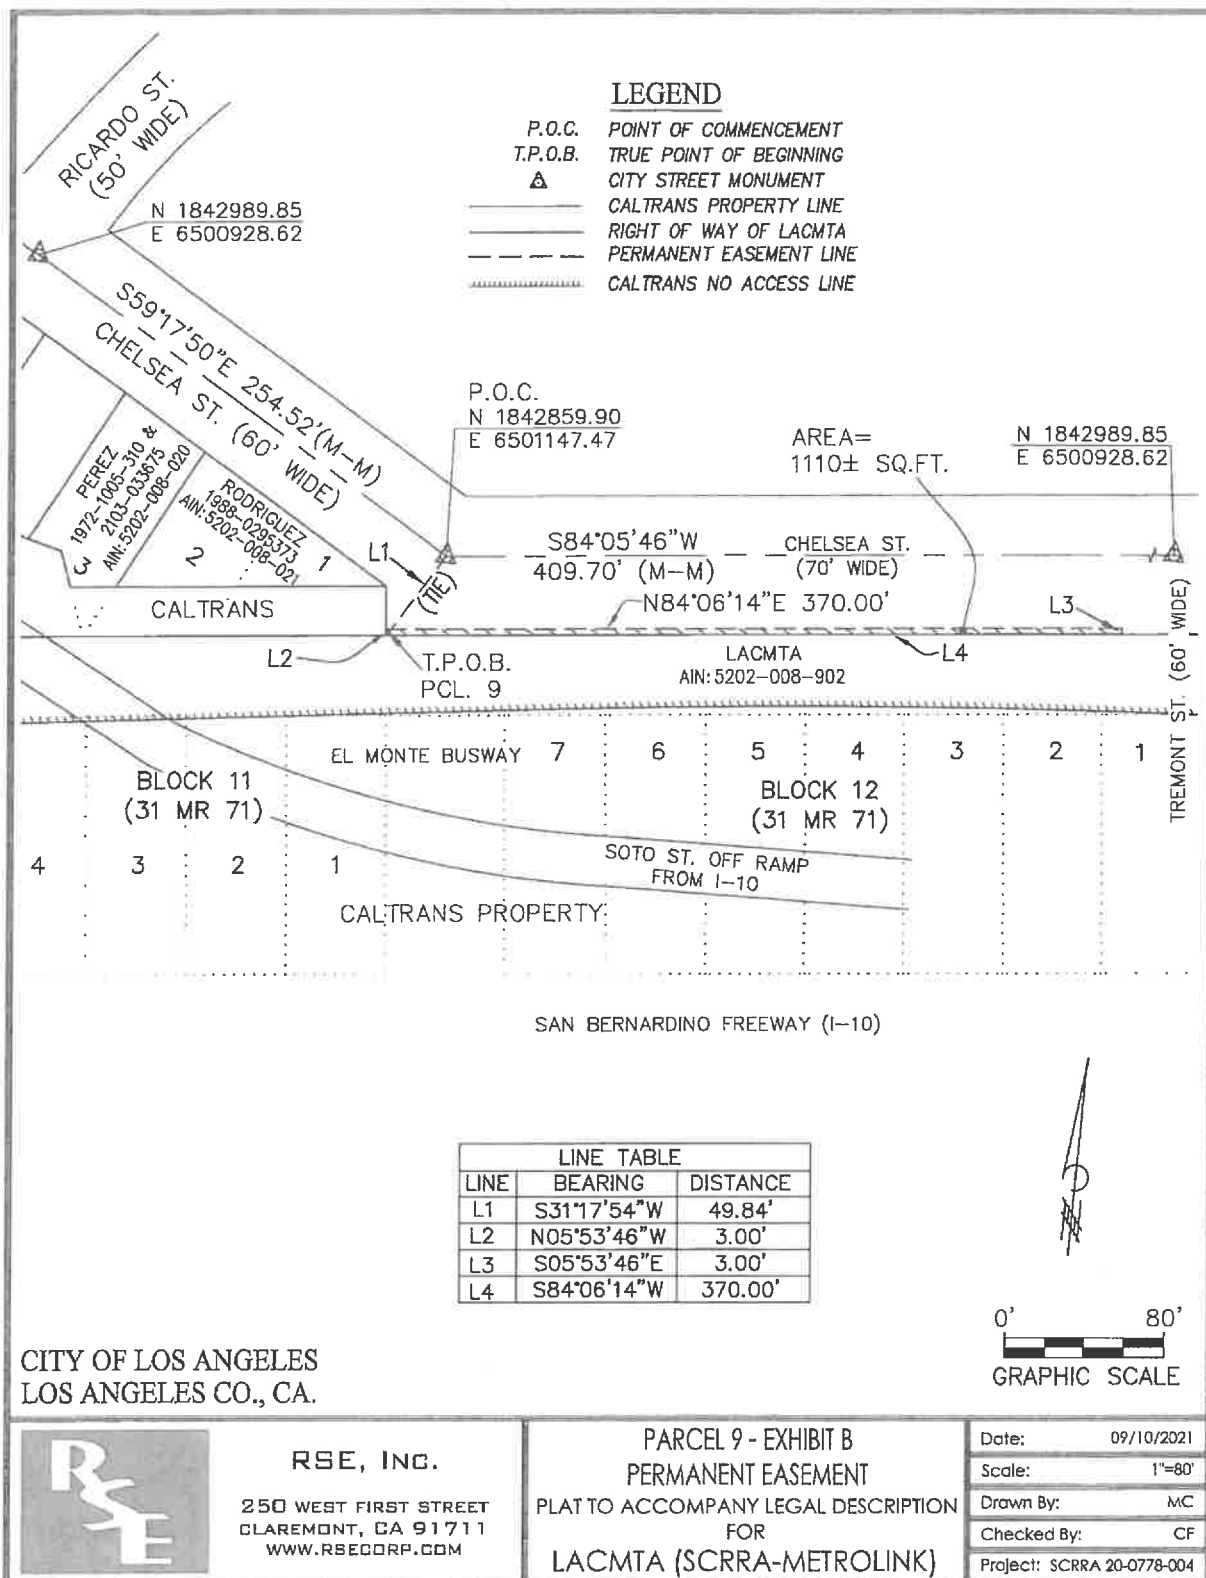 RICARDO ST.
(50' WIDE)
N 1842989.85
E 6500928.62
LEGEND
P.O.C. POINT OF COMMENCEMENT
T.P.O.B. TRUE POINT OF BEGINNING
CITY STREET MONUMENT
CALTRANS PROPERTY LINE
RIGHT OF WAY OF LACMTA
PERMANENT EASEMENT LINE
CALTRANS NO ACCESS LINE
S59°17'50"E 254.52'(M-M)
CHELSEA ST. (60' WIDE)
P.O.C.
N 1842859.90
E 6501147.47
AREA=
1110± SQ.FT.
N 1842989.85
E 6500928.62
PEREZ
1972-1005-310 &
2103-033675
AIN:5202-008-020
3
RODRIGUEZ
1988-0295373
AIN:5202-008-021
2
1
L1
(TIE)
S84°05'46"W
409.70' (M-M)
CHELSEA ST.
(70' WIDE)
CALTRANS
N84°06'14"E 370.00'
L3
L2
T.P.O.B.
PCL. 9
LACMTA
AIN:5202-008-902
L4
TREMONT ST. (60' WIDE)
EL MONTE BUSWAY
7 6 5 4 3 2 1
BLOCK 11
(31 MR 71)
BLOCK 12
(31 MR 71)
4 3 2 1
SOTO ST. OFF RAMP
FROM I-10
CALTRANS PROPERTY
SAN BERNARDINO FREEWAY (I-10)
LINE TABLE
LINE BEARING DISTANCE
L1 S31°17'54"W 49.84'
L2 N05°53'46"W 3.00'
L3 S05°53'46"E 3.00'
L4 S84°06'14"W 370.00'
0' 80'
GRAPHIC SCALE
CITY OF LOS ANGELES
LOS ANGELES CO., CA.
RSE
RSE, INC.
250 WEST FIRST STREET
CLAREMONT, CA 91711
WWW.RSECORP.COM
PARCEL 9 - EXHIBIT B
PERMANENT EASEMENT
PLAT TO ACCOMPANY LEGAL DESCRIPTION
FOR
LACMTA (SCRRA-METROLINK)
Date: 09/10/2021
Scale: 1"=80'
Drawn By: MC
Checked By: CF
Project: SCRRA 20-0778-004